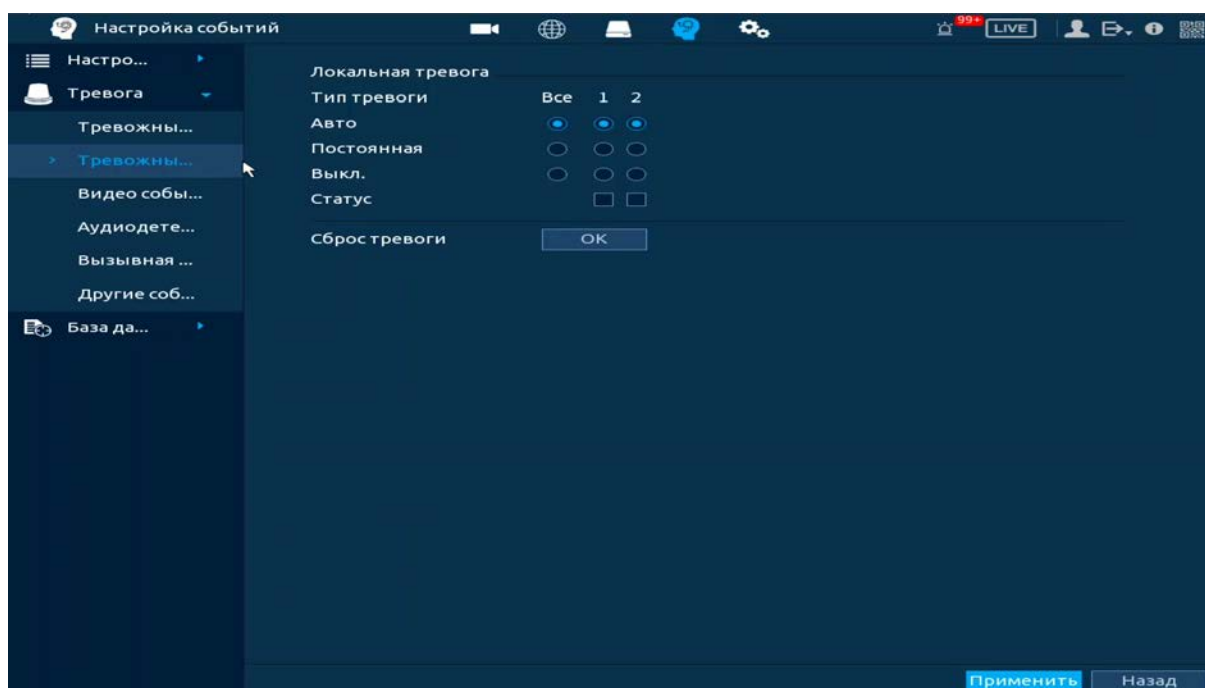 Настройка событий
99+
LIVE
Настро...
Тревога
Тревожны...
Тревожны...
Видео собы...
Аудиодете...
Вызывная ...
Другие соб...
База да...
Локальная тревога
Тип тревоги Все 1 2
Авто
Постоянная
Выкл.
Статус
Сброс тревоги OK
Применить Назад